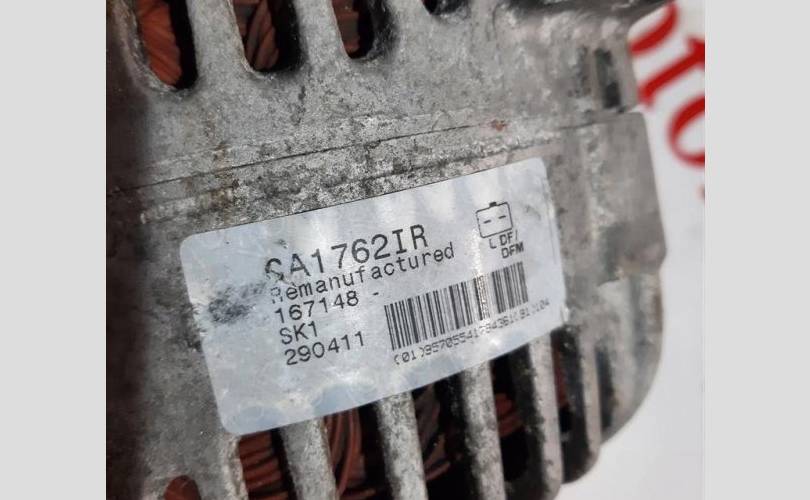 CA1762IR
Remanufactured
167148 -
SK1
290411
L DF/
DFM